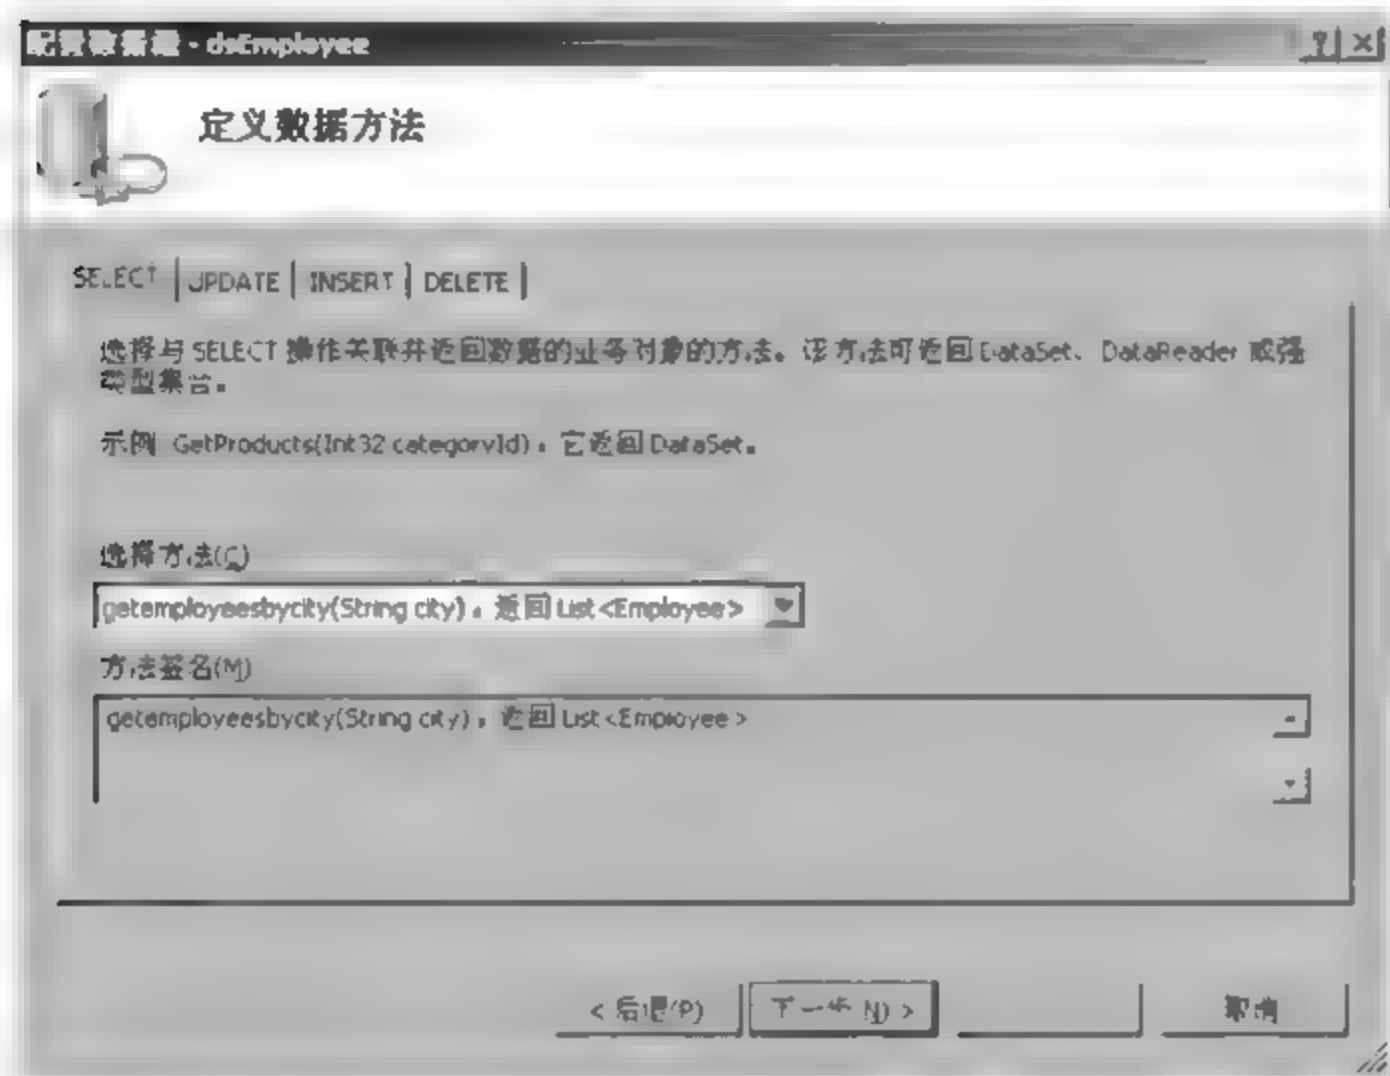 配置数据源 - dsEmployee
定义数据方法
SELECT UPDATE INSERT DELETE
选择与 SELECT 操作关联并返回数据的业务对象的方法。该方法可返回 DataSet、DataReader 或强
类型集合。
示例 GetProducts(Int32 categoryId)，它返回 DataSet。
选择方法(C)
getemployeesbycity(String city)，返回 List<Employee>
方法签名(M)
getemployeesbycity(String city)，返回 List<Employee>
< 后退(P) 下一步(N) > 取消